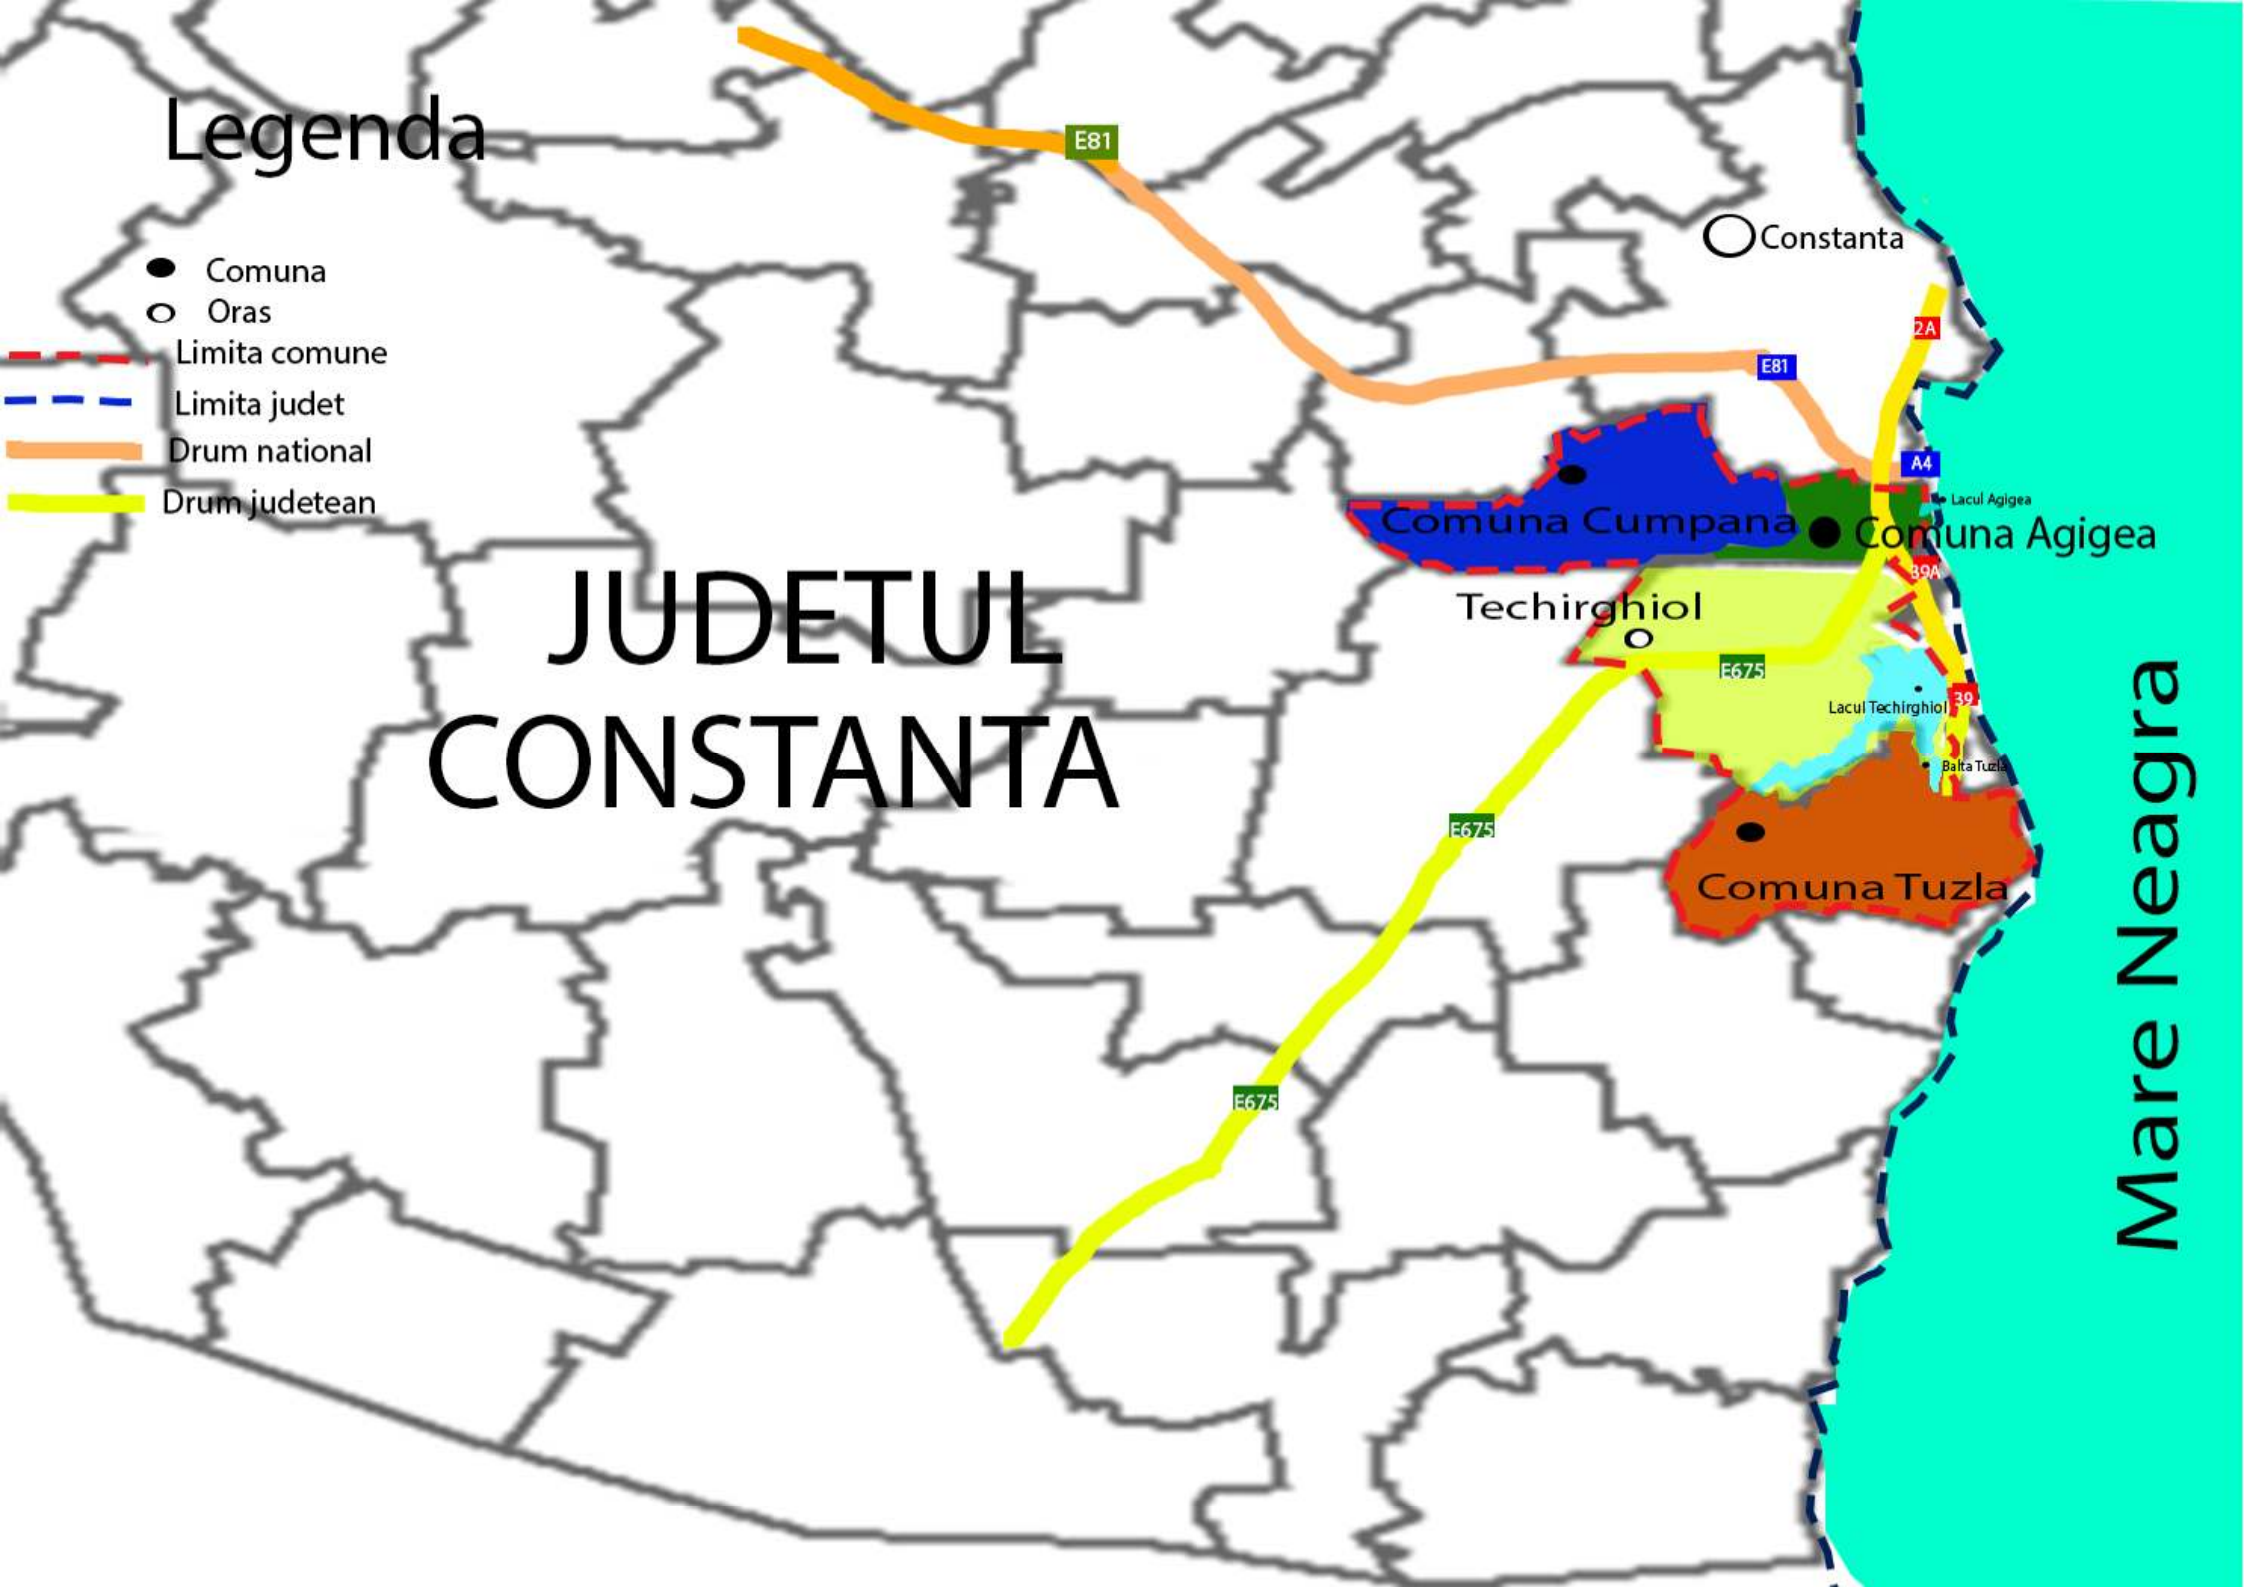 Legenda
Comuna
Oras
Limita comune
Limita judet
Drum national
Drum judetean
E81
Constanta
2A
E81
A4
Lacul Agigea
Comuna Cumpana
Comuna Agigea
39A
Techirghiol
E675
39
Lacul Techirghiol
Balta Tuzla
JUDETUL
CONSTANTA
E675
Comuna Tuzla
E675
Mare Neagra